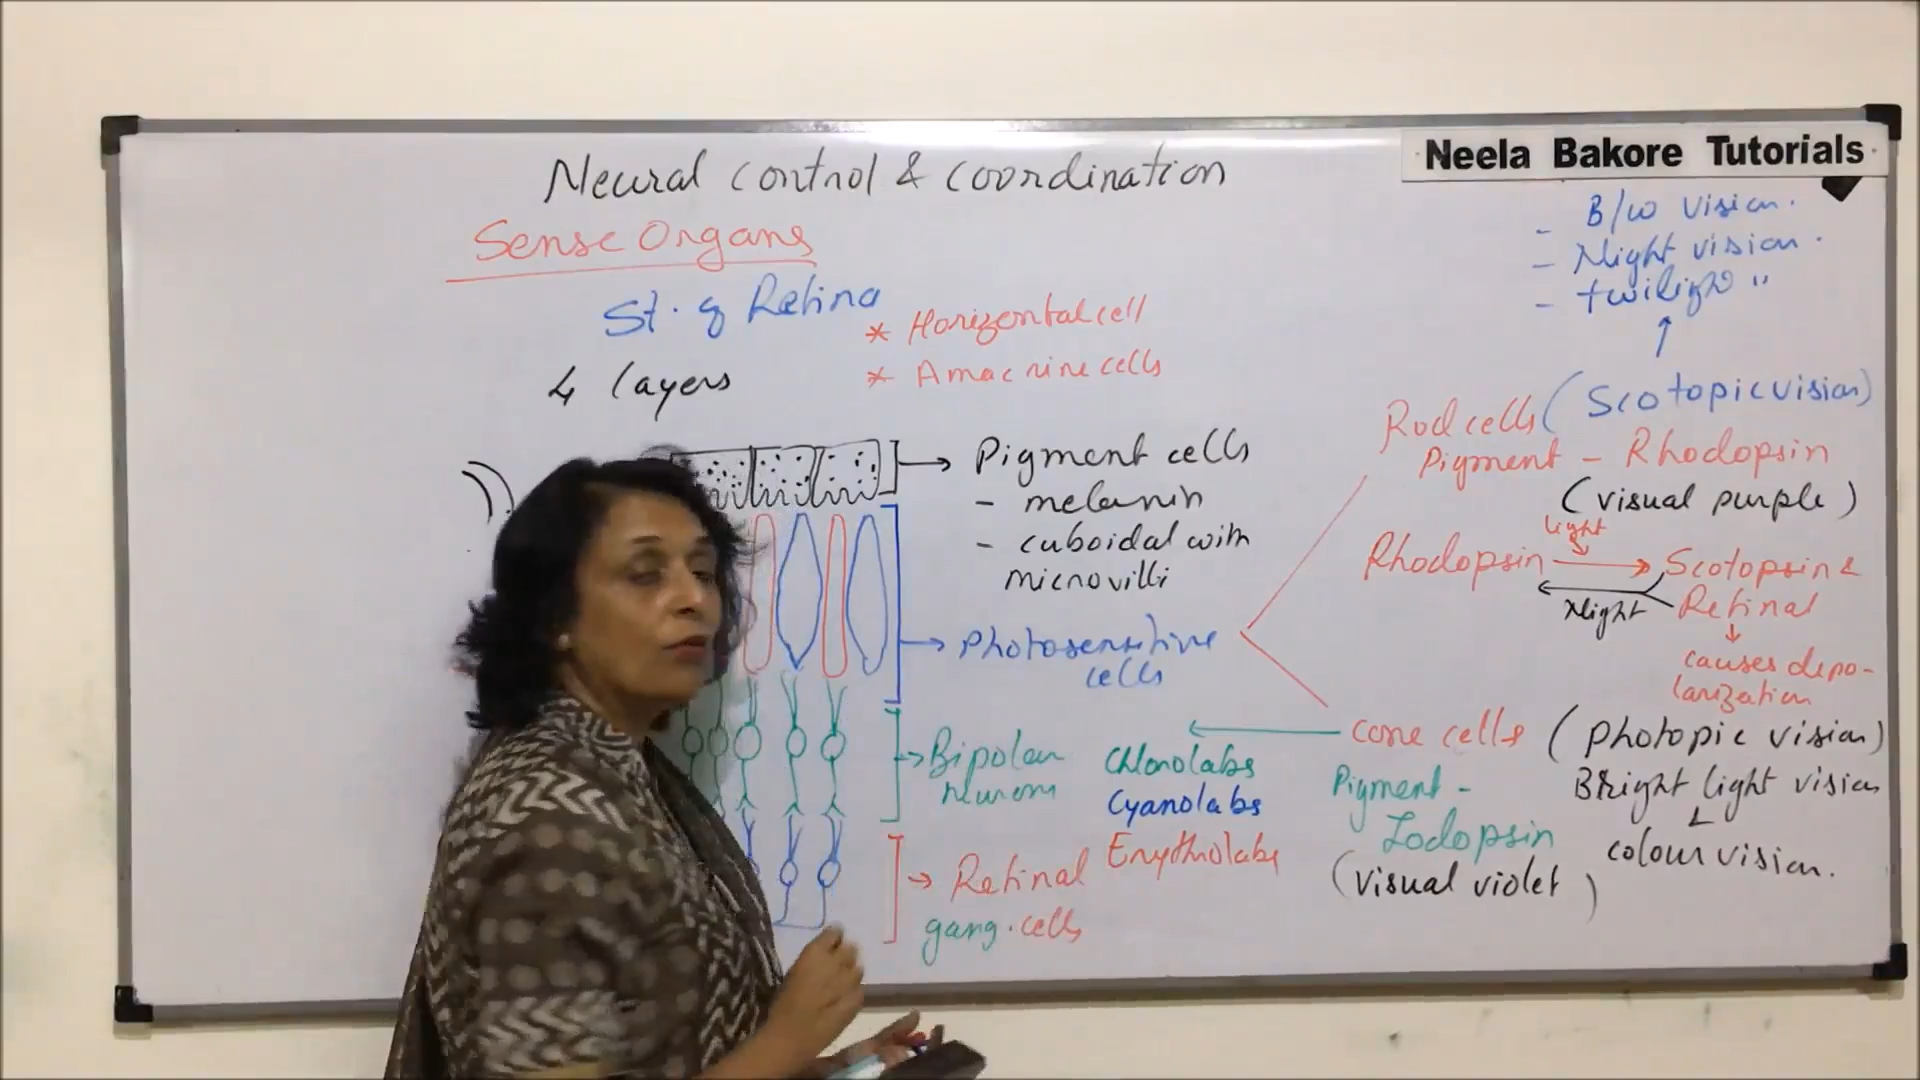 Neela Bakore Tutorials
Neural control & coordination
Sense Organs
St. of Retina
* Horizontal cell
* Amacrine cells
4 layers
- B/W vision.
- Night vision.
- twilight "
Rod cells (Scotopic vision)
Pigment - Rhodopsin
(visual purple)
light
Rhodopsin → Scotopsin &
Night
Retinal
causes depo-
larization
→ Pigment cells
- melanin
- cuboidal with
microvilli
→ Photosensitive
cells
cone cells (Photopic vision)
Bright light vision
&
colour vision.
Pigment -
Iodopsin
(visual violet)
Chlorolabs
Cyanolabs
Erythrolabs
→ Bipolar
neurons
→ Retinal
gang. cells